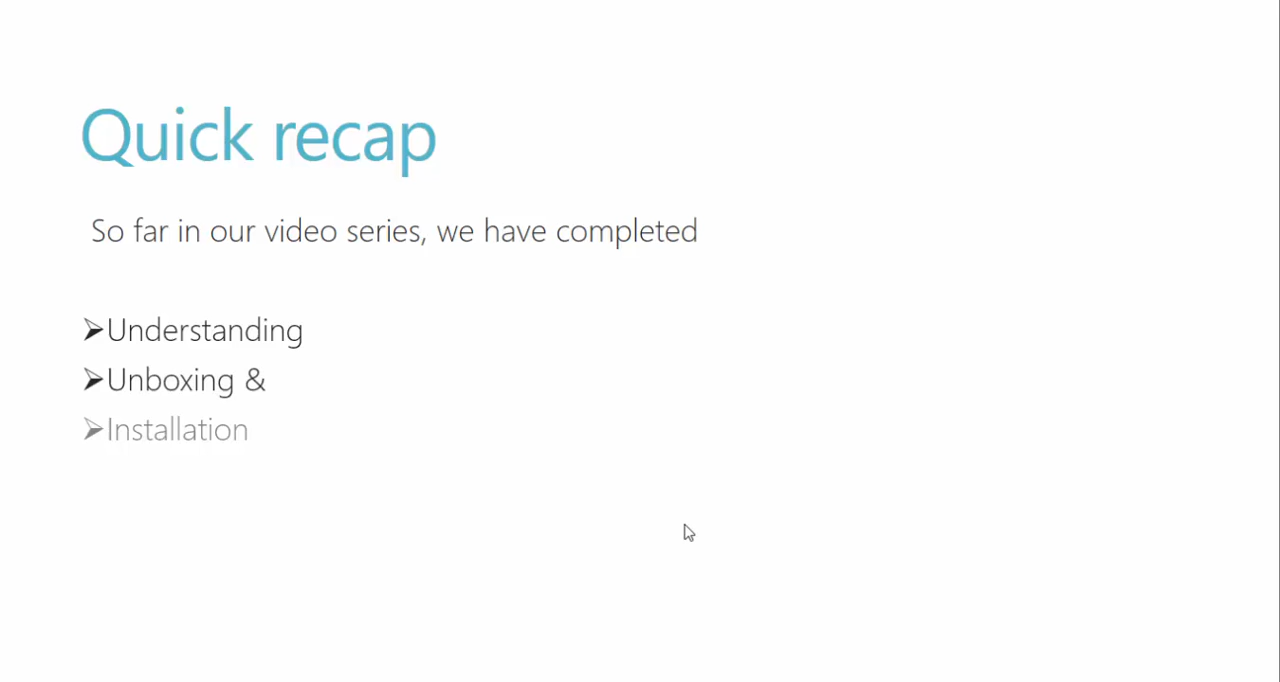 Quick recap
So far in our video series, we have completed
➢Understanding
➢Unboxing &
➢Installation